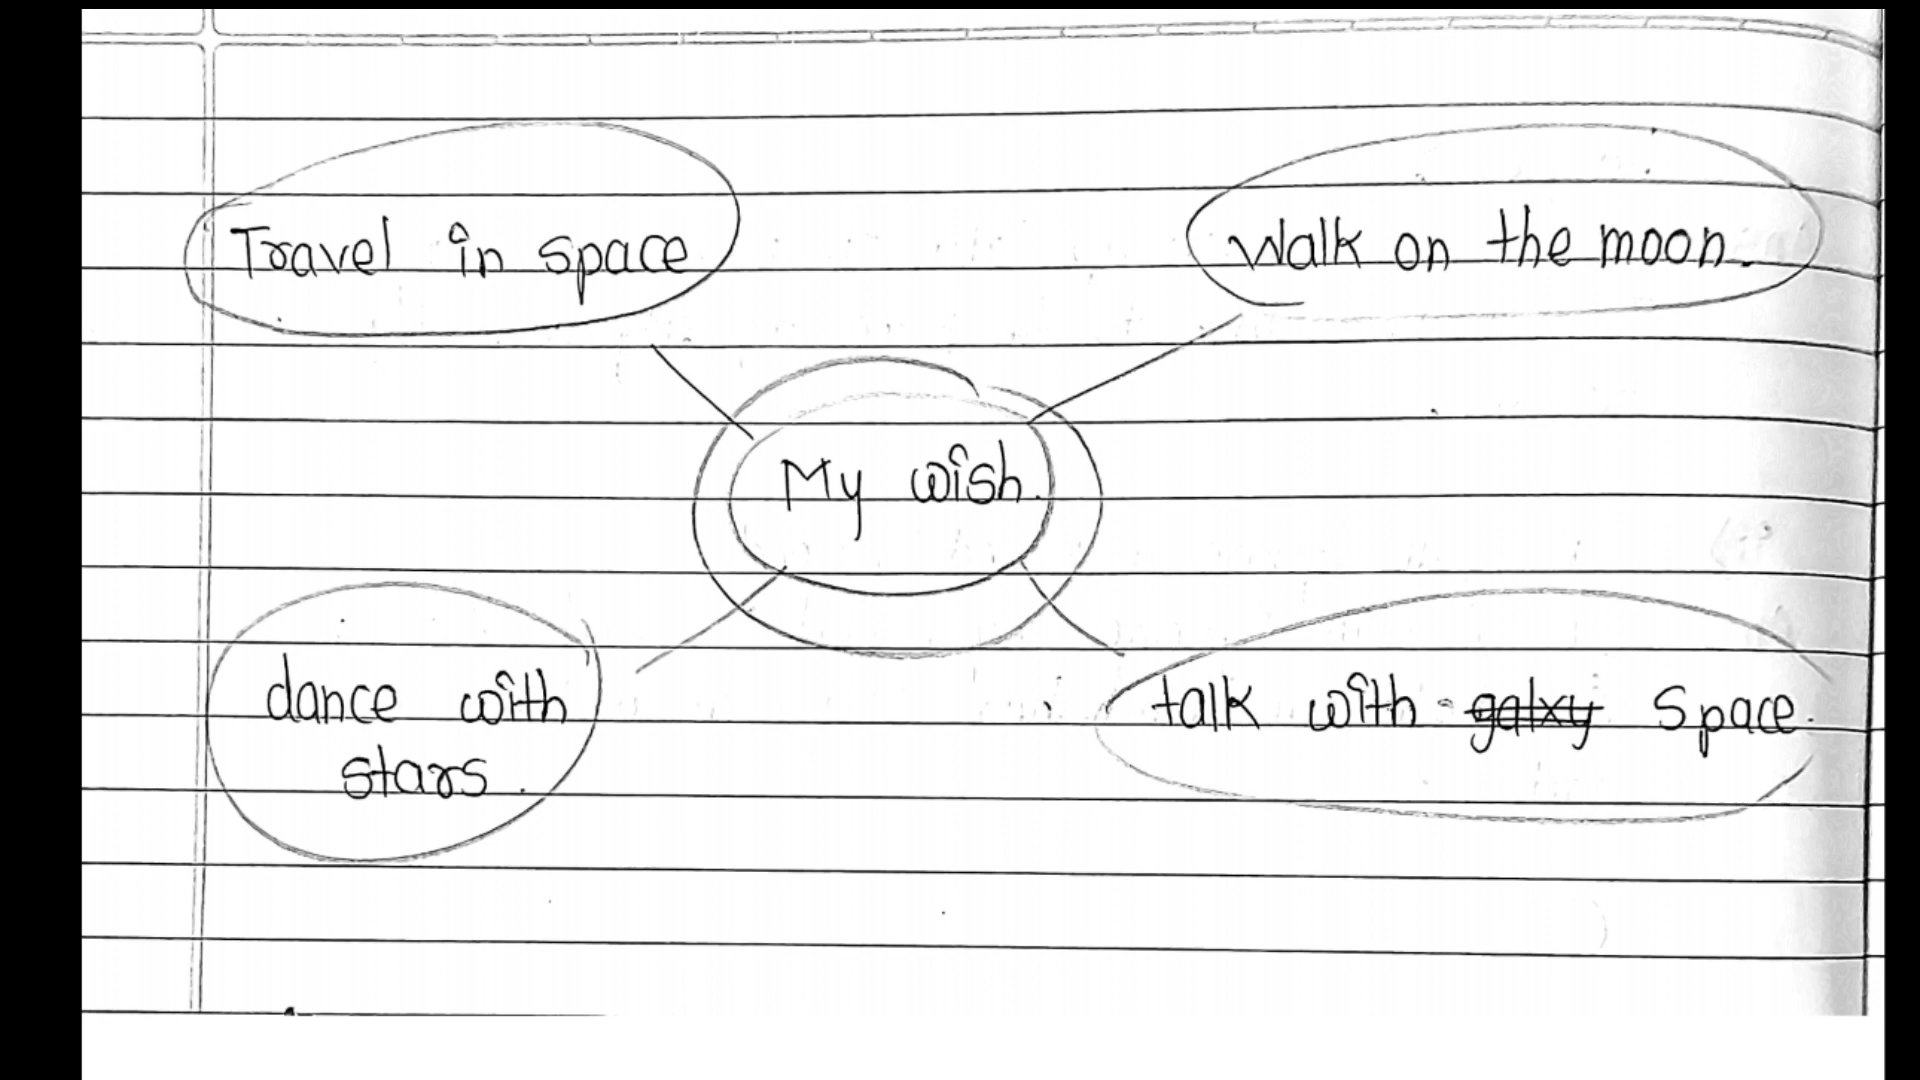 Travel in space
Walk on the moon.
My wish.
dance with
stars.
talk with galxy Space.